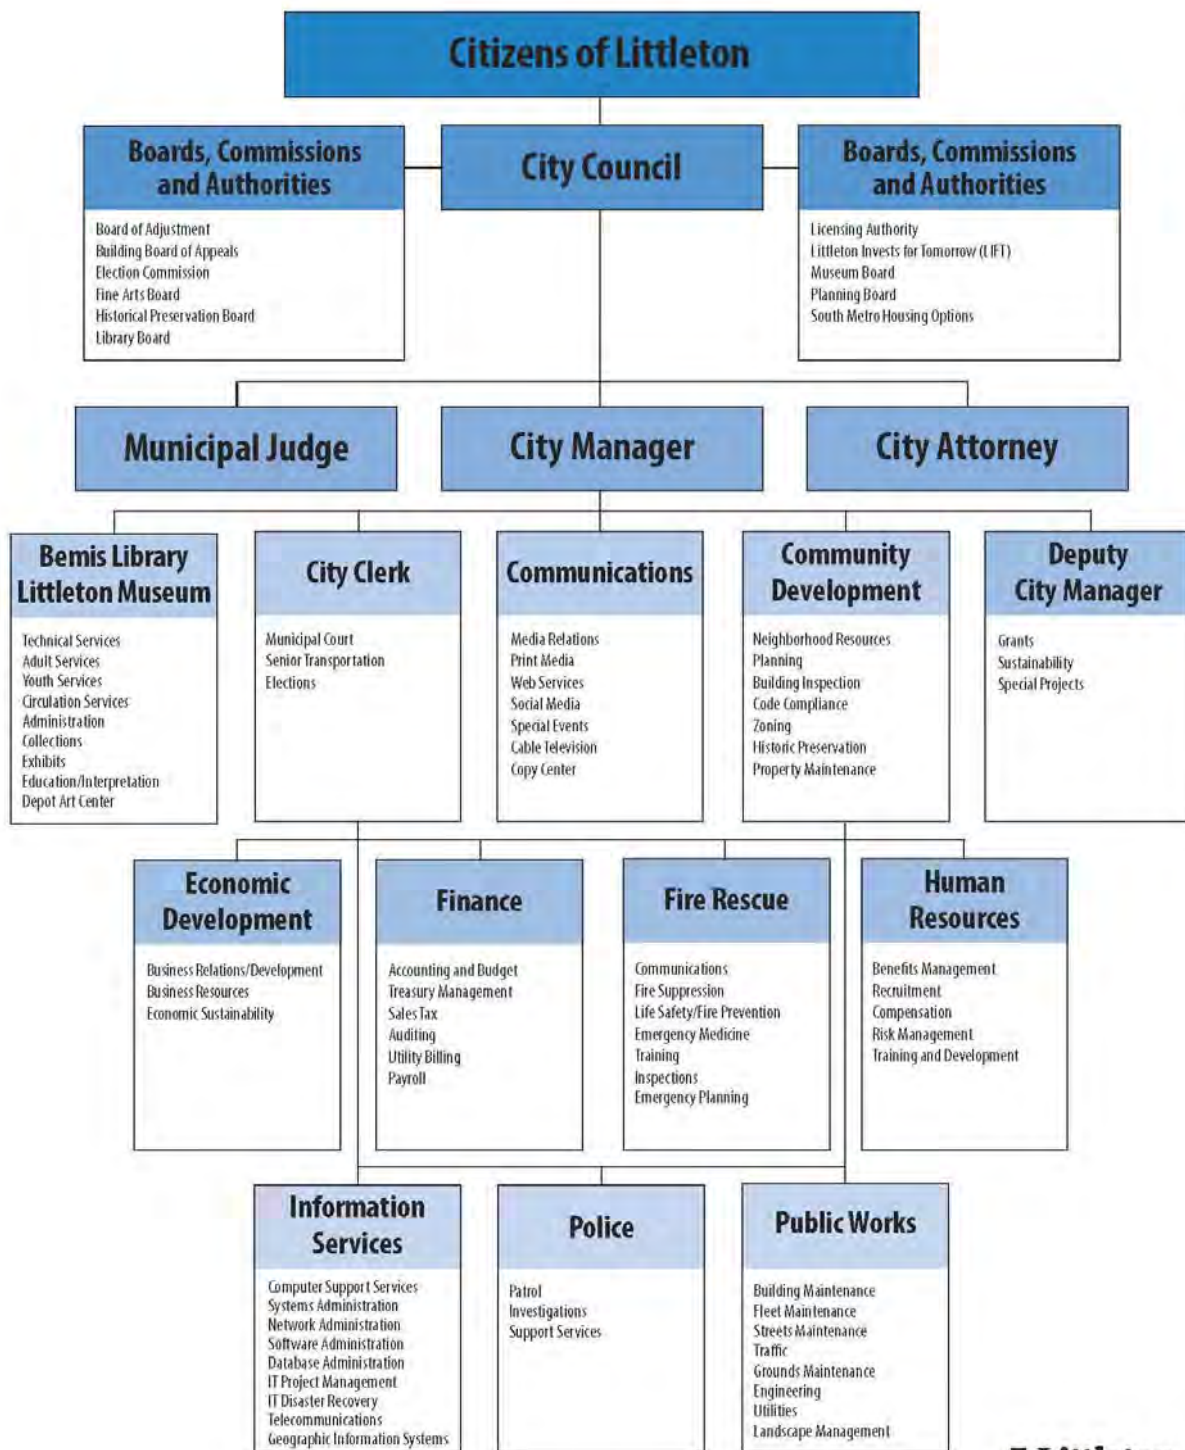 Citizens of Littleton
Boards, Commissions
and Authorities
Board of Adjustment
Building Board of Appeals
Election Commission
Fine Arts Board
Historical Preservation Board
Library Board
City Council
Boards, Commissions
and Authorities
Licensing Authority
Littleton Invests for Tomorrow (LIFT)
Museum Board
Planning Board
South Metro Housing Options
Municipal Judge
City Manager
City Attorney
Bemis Library
Littleton Museum
Technical Services
Adult Services
Youth Services
Circulation Services
Administration
Collections
Exhibits
Education/Interpretation
Depot Art Center
City Clerk
Municipal Court
Senior Transportation
Elections
Communications
Media Relations
Print Media
Web Services
Social Media
Special Events
Cable Television
Copy Center
Community
Development
Neighborhood Resources
Planning
Building Inspection
Code Compliance
Zoning
Historic Preservation
Property Maintenance
Deputy
City Manager
Grants
Sustainability
Special Projects
Economic
Development
Business Relations/Development
Business Resources
Economic Sustainability
Finance
Accounting and Budget
Treasury Management
Sales Tax
Auditing
Utility Billing
Payroll
Fire Rescue
Communications
Fire Suppression
Life Safety/Fire Prevention
Emergency Medicine
Training
Inspections
Emergency Planning
Human
Resources
Benefits Management
Recruitment
Compensation
Risk Management
Training and Development
Information
Services
Computer Support Services
Systems Administration
Network Administration
Software Administration
Database Administration
IT Project Management
IT Disaster Recovery
Telecommunications
Geographic Information Systems
Police
Patrol
Investigations
Support Services
Public Works
Building Maintenance
Fleet Maintenance
Streets Maintenance
Traffic
Grounds Maintenance
Engineering
Utilities
Landscape Management